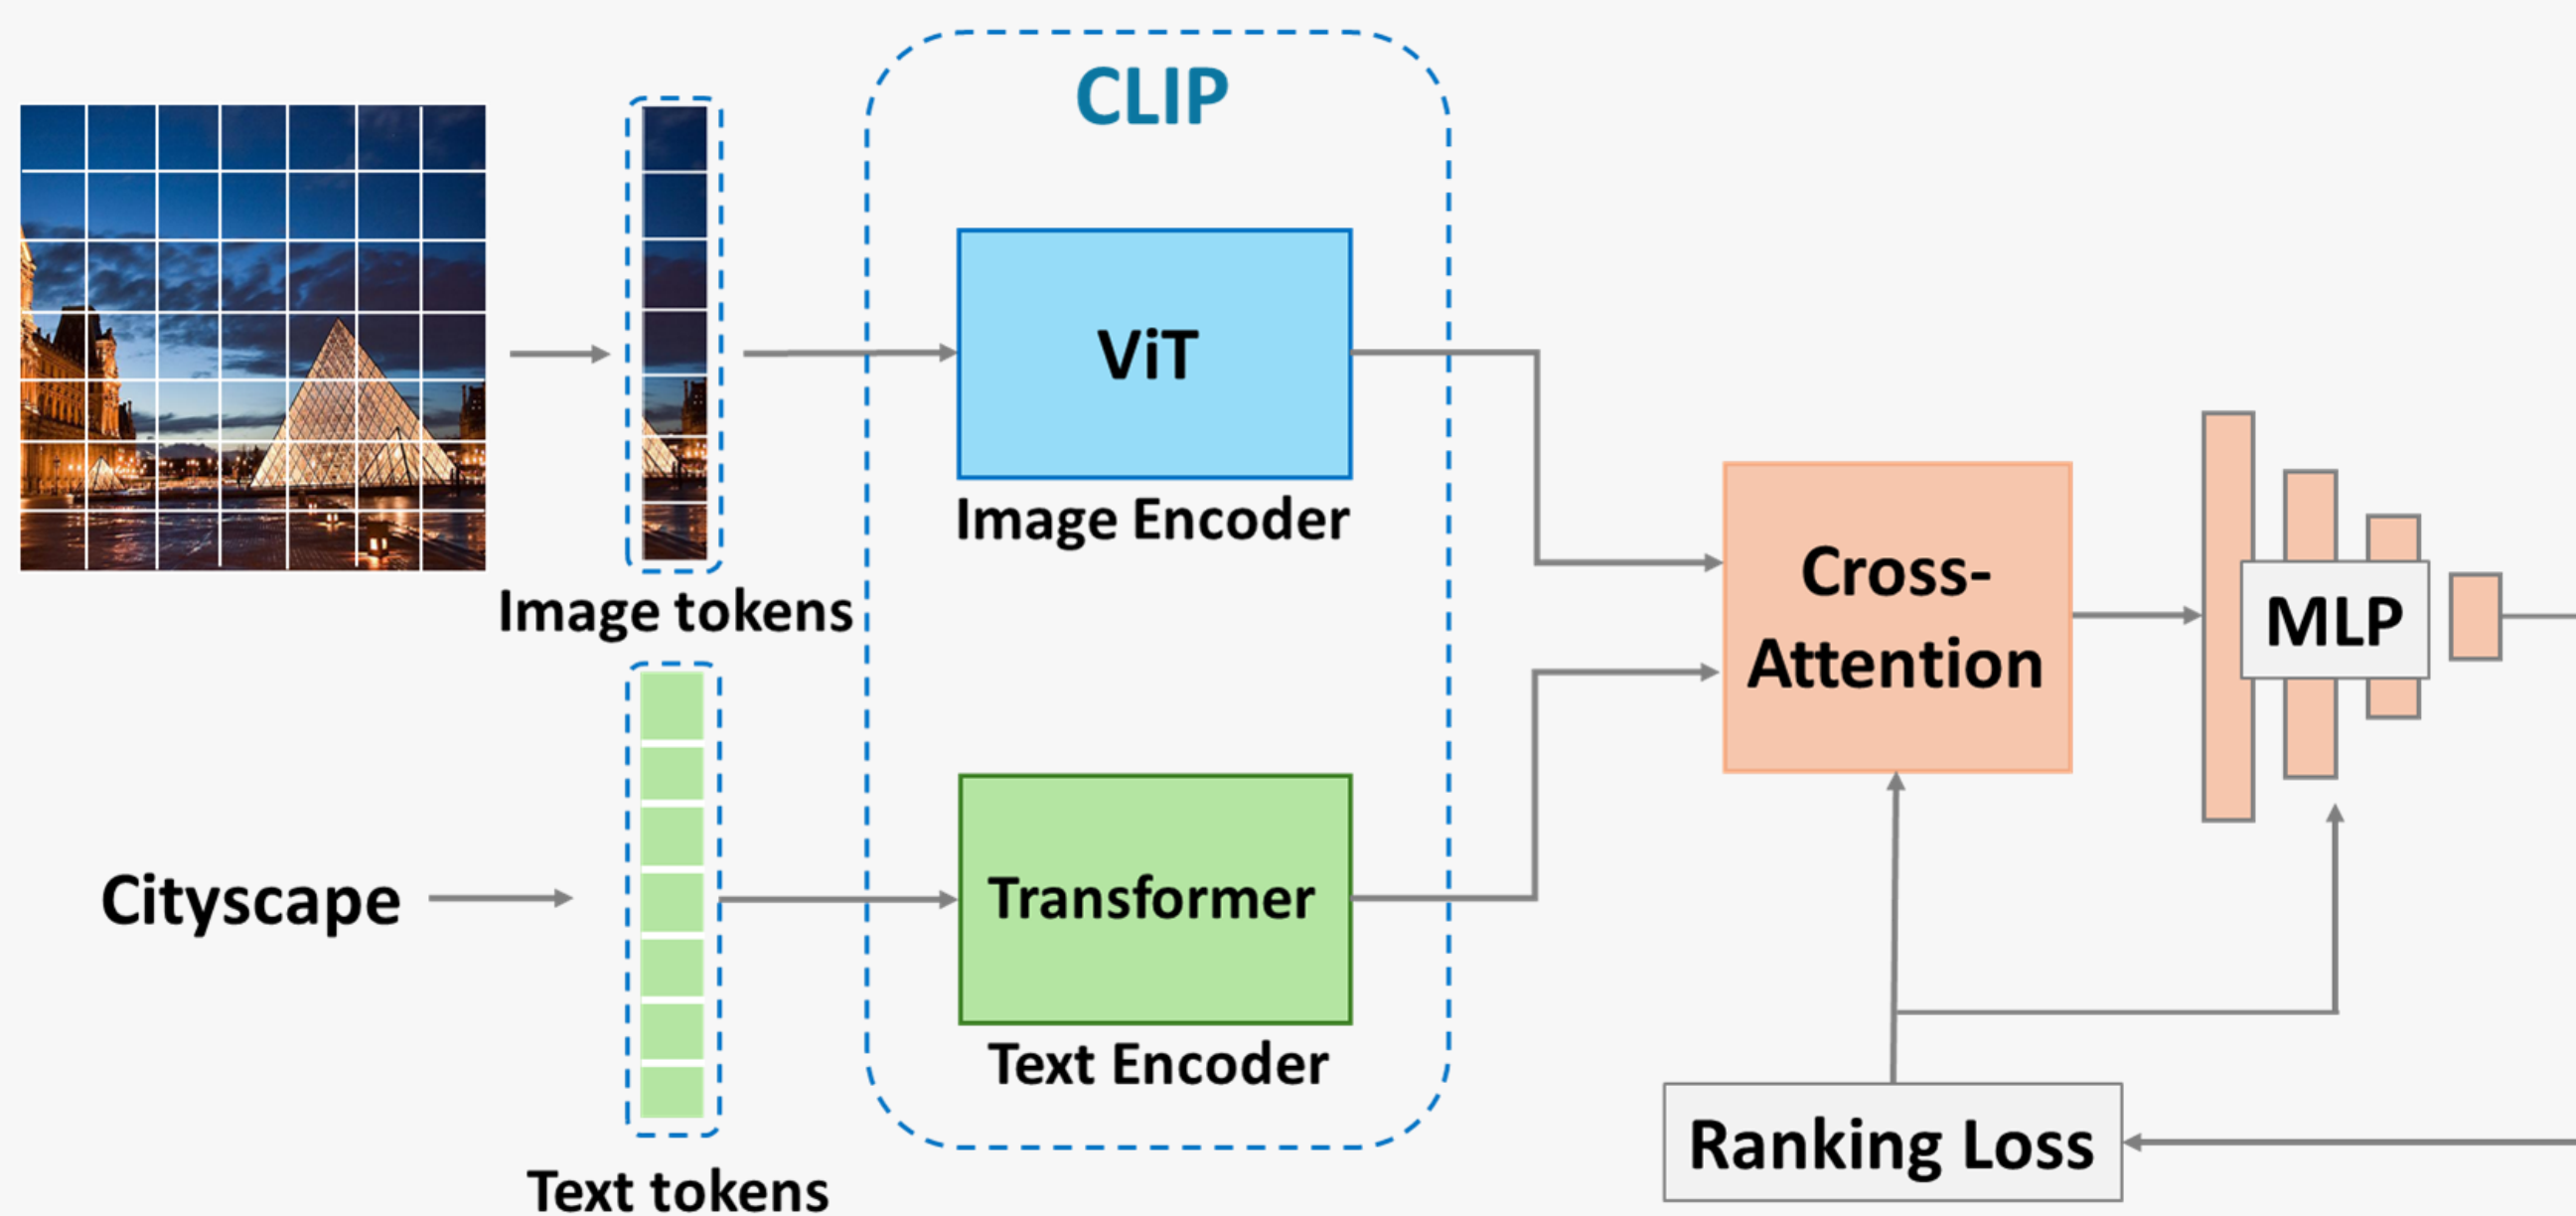 CLIP
ViT
Image Encoder
Image tokens
Cross-
Attention
MLP
Cityscape
Transformer
Text Encoder
Text tokens
Ranking Loss